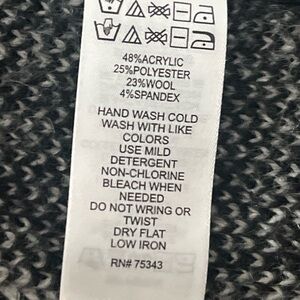 48%ACRYLIC
25%POLYESTER
23%WOOL
4%SPANDEX
HAND WASH COLD
WASH WITH LIKE
COLORS
USE MILD
DETERGENT
NON-CHLORINE
BLEACH WHEN
NEEDED
DO NOT WRING OR
TWIST
DRY FLAT
LOW IRON
RN# 75343